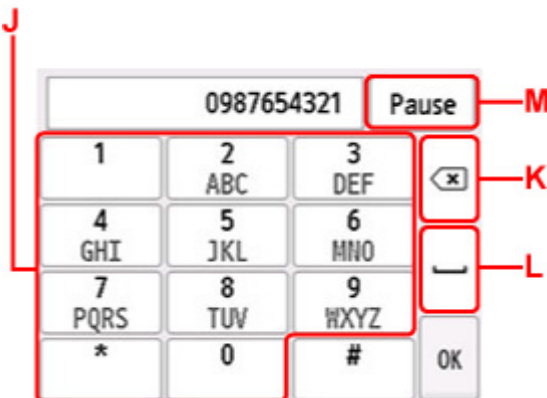 J
0987654321 Pause M
1 2 3
ABC DEF K
4 5 6
GHI JKL MNO L
7 8 9
PQRS TUV WXYZ
* 0 # OK